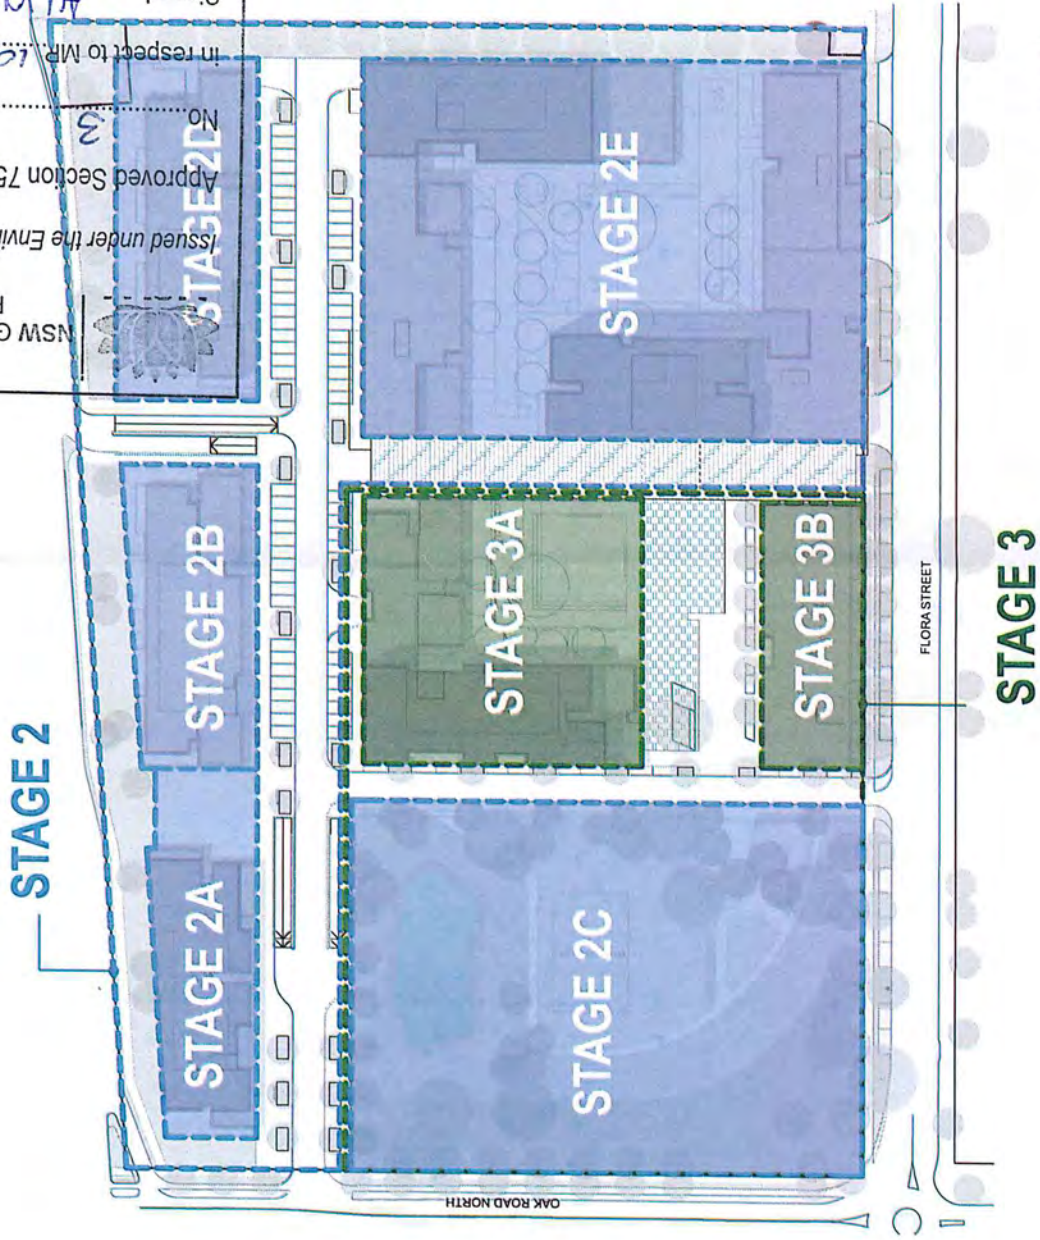 STAGE 2
STAGE 2A
STAGE 2B
STAGE 2D
STAGE 2C
STAGE 3A
STAGE 3B
STAGE 2E
STAGE 3
OAK ROAD NORTH
FLORA STREET
NSW G
Issued under the Envi
Approved Section 75
No 3
in respect to MP 10